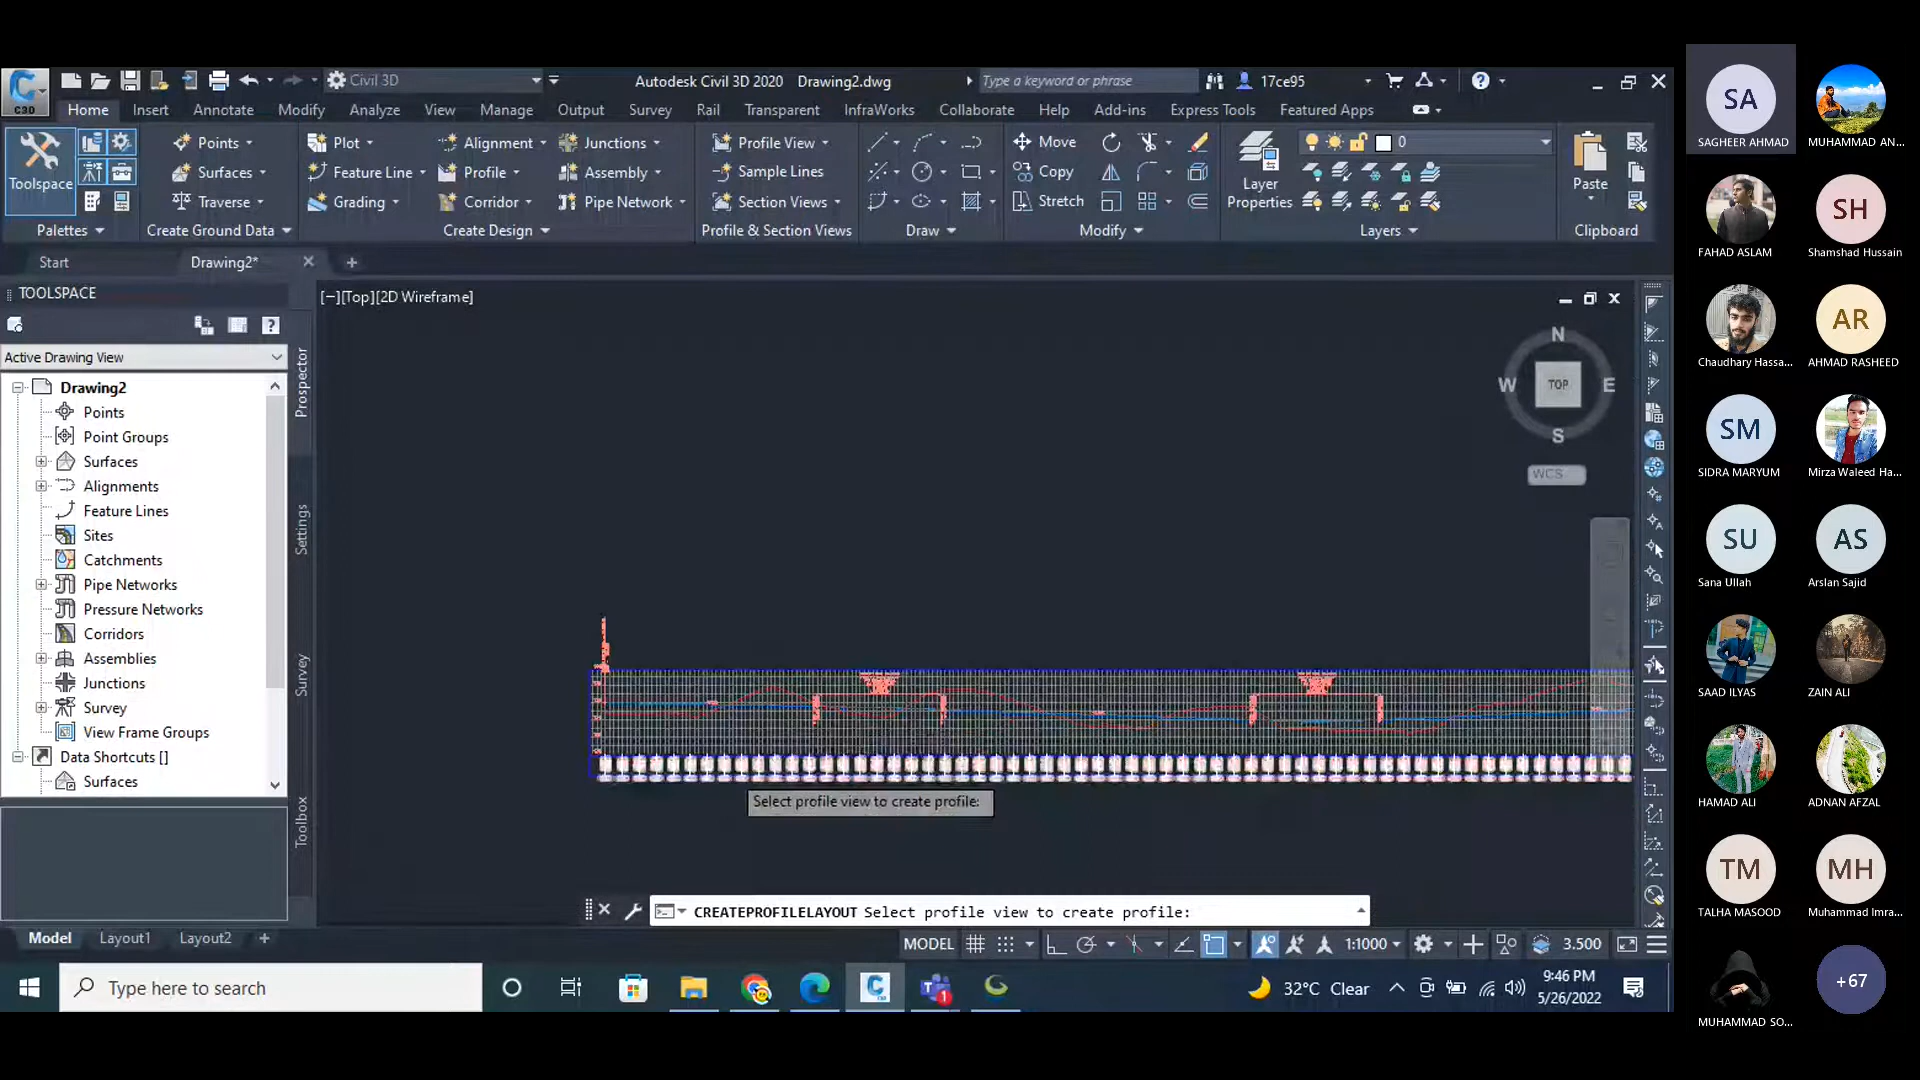 Civil 3D
Autodesk Civil 3D 2020 Drawing2.dwg
Type a keyword or phrase
17ce95
C3D
Home Insert Annotate Modify Analyze View Manage Output Survey Rail Transparent InfraWorks Collaborate Help Add-ins Express Tools Featured Apps
Toolspace
Palettes
Points
Surfaces
Traverse
Create Ground Data
Plot
Feature Line
Grading
Alignment
Profile
Corridor
Junctions
Assembly
Pipe Network
Create Design
Profile View
Sample Lines
Section Views
Profile & Section Views
Draw
Move
Copy
Stretch
Modify
Layer
Properties
0
Layers
Paste
Clipboard
Start
Drawing2*
TOOLSPACE
Active Drawing View
Drawing2
Points
Point Groups
Surfaces
Alignments
Feature Lines
Sites
Catchments
Pipe Networks
Pressure Networks
Corridors
Assemblies
Junctions
Survey
View Frame Groups
Data Shortcuts []
Surfaces
Prospector
Settings
Survey
Toolbox
[−][Top][2D Wireframe]
N
W TOP E
S
WCS
Select profile view to create profile:
CREATEPROFILELAYOUT Select profile view to create profile:
Model Layout1 Layout2
MODEL
1:1000
3.500
Type here to search
1
32°C Clear
9:46 PM
5/26/2022
SA
SAGHEER AHMAD
MUHAMMAD AN...
FAHAD ASLAM
SH
Shamshad Hussain
Chaudhary Hassa...
AR
AHMAD RASHEED
SM
SIDRA MARYUM
Mirza Waleed Ha...
SU
Sana Ullah
AS
Arslan Sajid
SAAD ILYAS
ZAIN ALI
HAMAD ALI
ADNAN AFZAL
TM
TALHA MASOOD
MH
Muhammad Imra...
MUHAMMAD SO...
+67